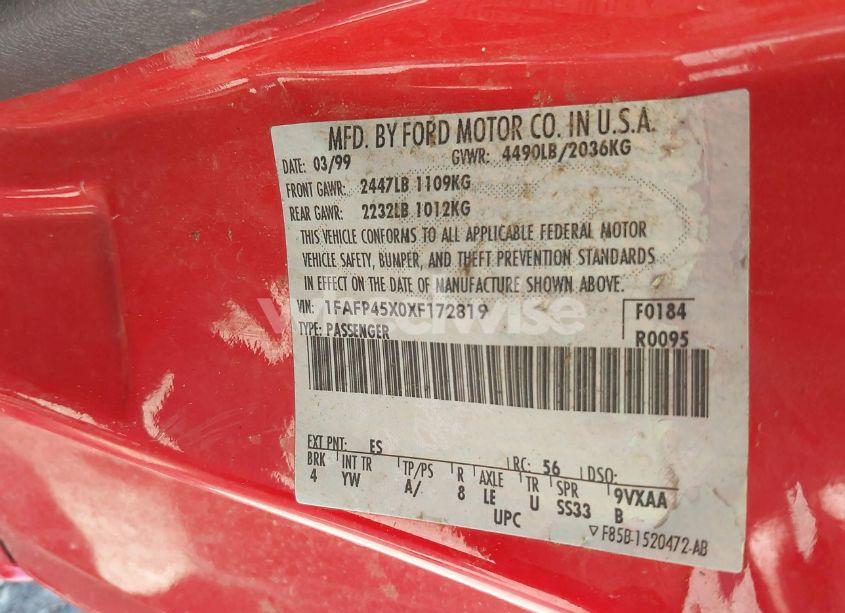 MFD. BY FORD MOTOR CO. IN U.S.A.
DATE: 03/99 GVWR: 4490LB/2036KG
FRONT GAWR: 2447LB 1109KG
REAR GAWR: 2232LB 1012KG
THIS VEHICLE CONFORMS TO ALL APPLICABLE FEDERAL MOTOR
VEHICLE SAFETY, BUMPER, AND THEFT PREVENTION STANDARDS
IN EFFECT ON THE DATE OF MANUFACTURE SHOWN ABOVE.
VIN: 1FAFP45X0XF172819 F0184
TYPE: PASSENGER R0095
EXT PNT: ES RC: 56 DSO:
BRK INT TR TP/PS R AXLE TR SPR 9VXAA
4 YW A/ 8 LE U SS33 B
UPC
F85B-1520472-AB